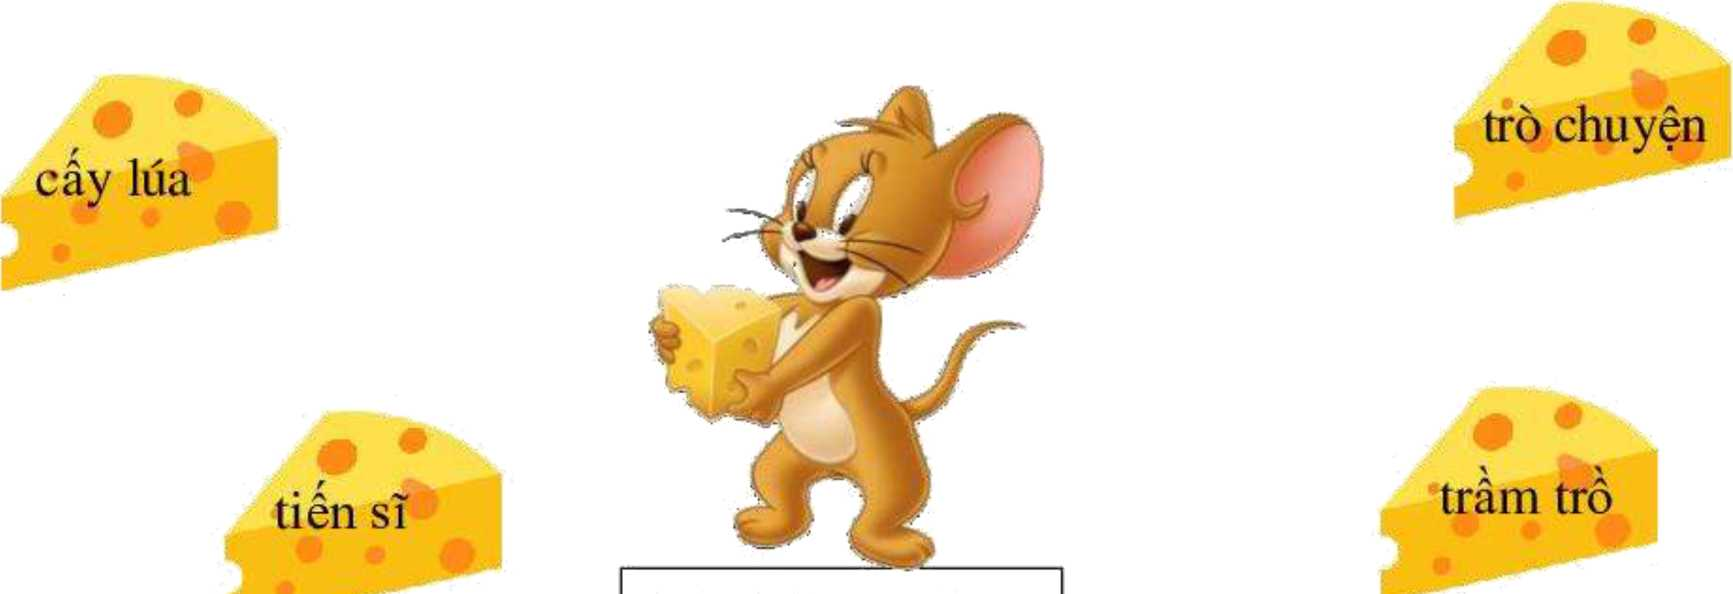 trò chuyện
cấy lúa
trầm trồ
tiến sĩ